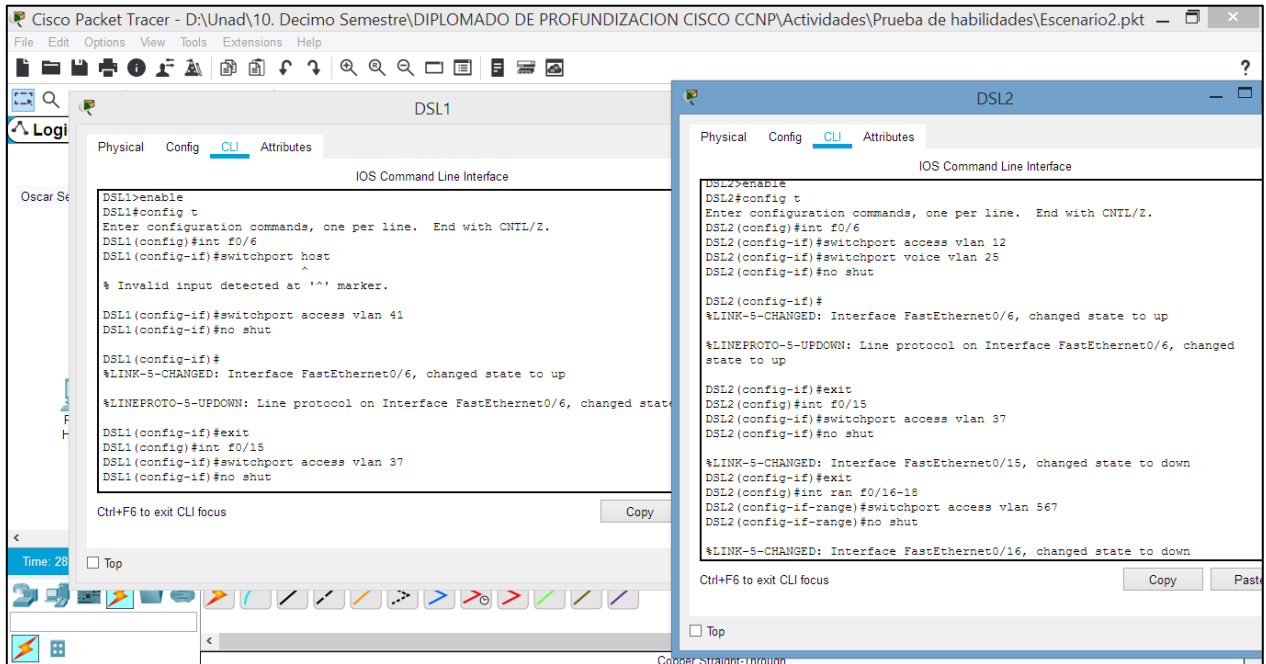 Cisco Packet Tracer - D:\Unad\10. Decimo Semestre\DIPLOMADO DE PROFUNDIZACION CISCO CCNP\Actividades\Prueba de habilidades\Escenario2.pkt
File Edit Options View Tools Extensions Help
Logi
Oscar Se
DSL1
Physical Config CLI Attributes
IOS Command Line Interface
DSL1>enable
DSL1#config t
Enter configuration commands, one per line. End with CNTL/Z.
DSL1(config)#int f0/6
DSL1(config-if)#switchport host
^
% Invalid input detected at '^' marker.
DSL1(config-if)#switchport access vlan 41
DSL1(config-if)#no shut
DSL1(config-if)#
%LINK-5-CHANGED: Interface FastEthernet0/6, changed state to up
%LINEPROTO-5-UPDOWN: Line protocol on Interface FastEthernet0/6, changed state
DSL1(config-if)#exit
DSL1(config)#int f0/15
DSL1(config-if)#switchport access vlan 37
DSL1(config-if)#no shut
Ctrl+F6 to exit CLI focus
Copy
Top
DSL2
Physical Config CLI Attributes
IOS Command Line Interface
DSL2>enable
DSL2#config t
Enter configuration commands, one per line. End with CNTL/Z.
DSL2(config)#int f0/6
DSL2(config-if)#switchport access vlan 12
DSL2(config-if)#switchport voice vlan 25
DSL2(config-if)#no shut
DSL2(config-if)#
%LINK-5-CHANGED: Interface FastEthernet0/6, changed state to up
%LINEPROTO-5-UPDOWN: Line protocol on Interface FastEthernet0/6, changed
state to up
DSL2(config-if)#exit
DSL2(config)#int f0/15
DSL2(config-if)#switchport access vlan 37
DSL2(config-if)#no shut
%LINK-5-CHANGED: Interface FastEthernet0/15, changed state to down
DSL2(config-if)#exit
DSL2(config)#int ran f0/16-18
DSL2(config-if-range)#switchport access vlan 567
DSL2(config-if-range)#no shut
%LINK-5-CHANGED: Interface FastEthernet0/16, changed state to down
Ctrl+F6 to exit CLI focus
Copy Paste
Top
Time: 28
Copper Straight-Through